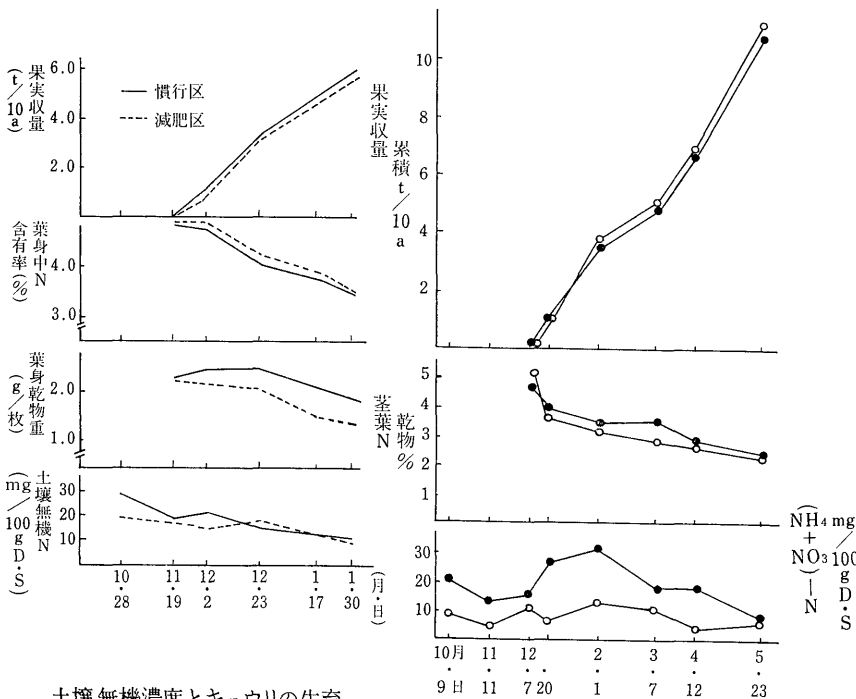 果実収量
(t/10a)
6.0
4.0
2.0
慣行区
減肥区
葉身中N
含有率(%)
4.0
3.0
葉身乾物重
(g/枚)
2.0
1.0
土壌無機N
(mg/100gD・S)
30
20
10
10・28
11・19
12・2
12・23
1・17
1・30
(月・日)
果実収量
累積t/10a
10
8
6
4
2
茎葉N
乾物%
5
4
3
2
1
(NH4+NO3)—N
mg/100gD・S
30
20
10
10月・9日
11・11
12・7
20
2・1
3・7
4・12
5・23
土壌無機濃度とキュウリの生育